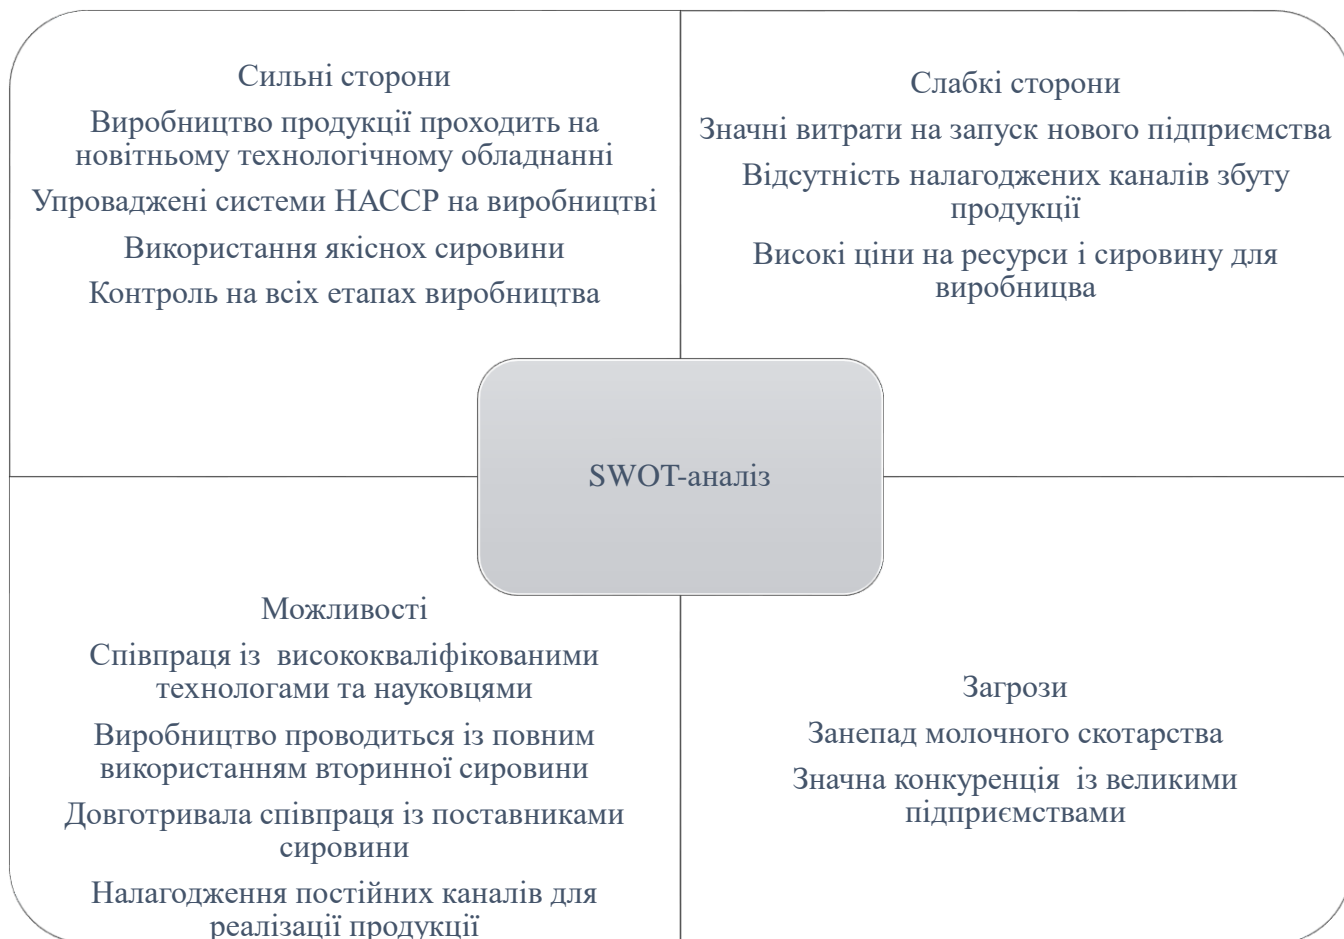 Сильні сторони
Виробництво продукції проходить на
новітньому технологічному обладнанні
Упроваджені системи НАССР на виробництві
Використання якіснох сировини
Контроль на всіх етапах виробництва
Слабкі сторони
Значні витрати на запуск нового підприємства
Відсутність налагоджених каналів збуту
продукції
Високі ціни на ресурси і сировину для
виробницва
SWOT-аналіз
Можливості
Співпраця із  висококваліфікованими
технологами та науковцями
Виробництво проводиться із повним
використанням вторинної сировини
Довготривала співпраця із поставниками
сировини
Налагодження постійних каналів для
реалізації продукції
Загрози
Занепад молочного скотарства
Значна конкуренція  із великими
підприємствами